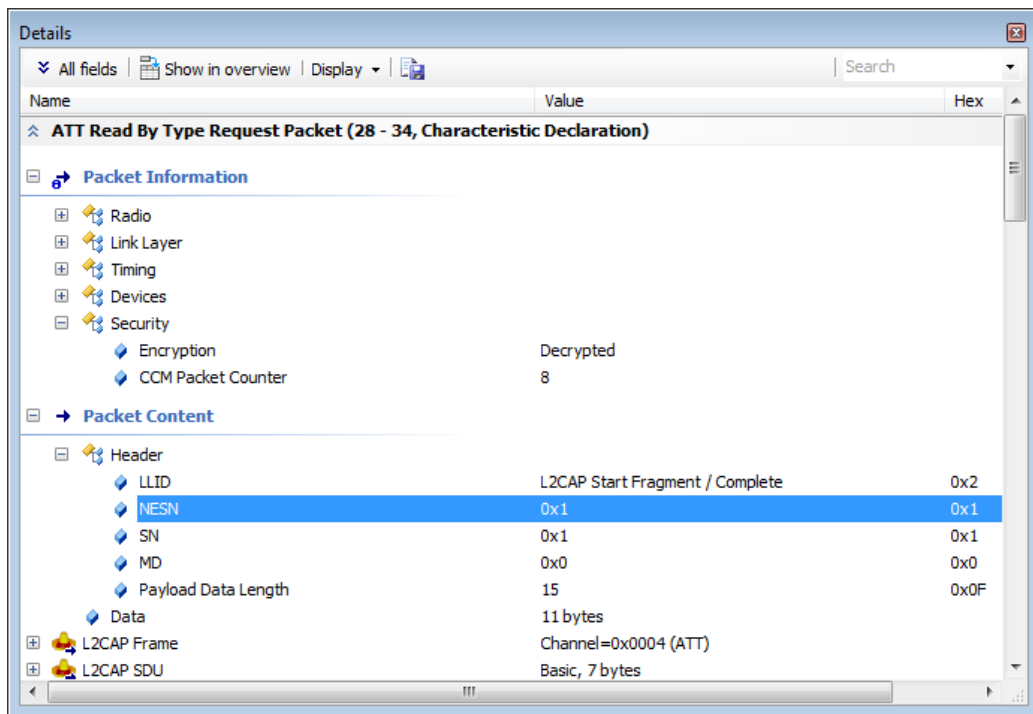 Details
All fields Show in overview Display Search
Name Value Hex
ATT Read By Type Request Packet (28 - 34, Characteristic Declaration)
Packet Information
Radio
Link Layer
Timing
Devices
Security
Encryption Decrypted
CCM Packet Counter 8
Packet Content
Header
LLID L2CAP Start Fragment / Complete 0x2
NESN 0x1 0x1
SN 0x1 0x1
MD 0x0 0x0
Payload Data Length 15 0x0F
Data 11 bytes
L2CAP Frame Channel=0x0004 (ATT)
L2CAP SDU Basic, 7 bytes